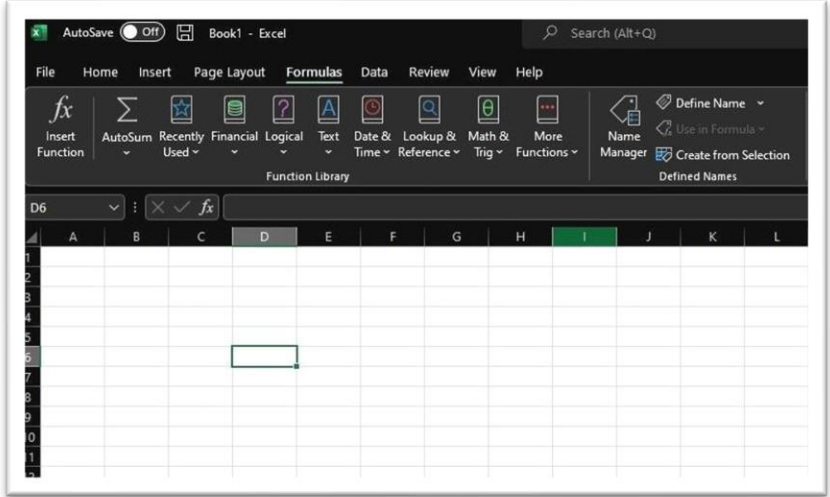 AutoSave Off Book1 - Excel Search (Alt+Q)
File Home Insert Page Layout Formulas Data Review View Help
fx Σ ? A θ
Insert Function AutoSum Recently Used Financial Logical Text Date & Time Lookup & Reference Math & Trig More Functions Name Manager
Define Name
Use in Formula
Create from Selection
Function Library Defined Names
D6 fx
A B C D E F G H I J K L
1
2
3
4
5
6
7
8
9
10
11